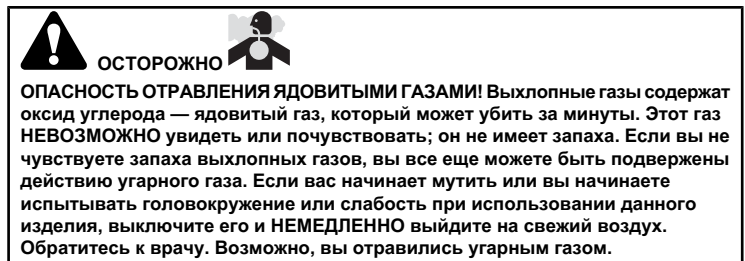 ОСТОРОЖНО
ОПАСНОСТЬ ОТРАВЛЕНИЯ ЯДОВИТЫМИ ГАЗАМИ! Выхлопные газы содержат
оксид углерода — ядовитый газ, который может убить за минуты. Этот газ
НЕВОЗМОЖНО увидеть или почувствовать; он не имеет запаха. Если вы не
чувствуете запаха выхлопных газов, вы все еще можете быть подвержены
действию угарного газа. Если вас начинает мутить или вы начинаете
испытывать головокружение или слабость при использовании данного
изделия, выключите его и НЕМЕДЛЕННО выйдите на свежий воздух.
Обратитесь к врачу. Возможно, вы отравились угарным газом.